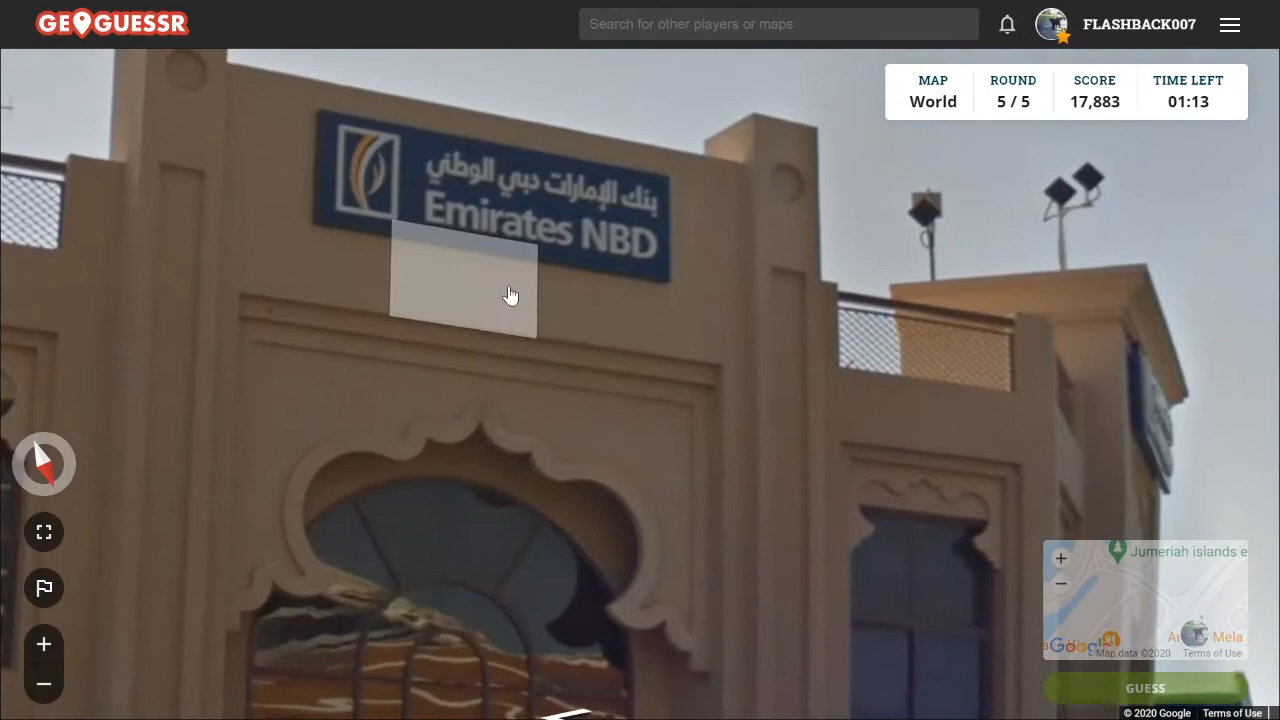 GEOGUESSR
Search for other players or maps
FLASHBACK007
MAP ROUND SCORE TIME LEFT
World 5 / 5 17,883 01:13
بنك الإمارات دبي الوطني
Emirates NBD
Jumeriah islands e
Mela
Google
Map data ©2020 Terms of Use
GUESS
© 2020 Google Terms of Use